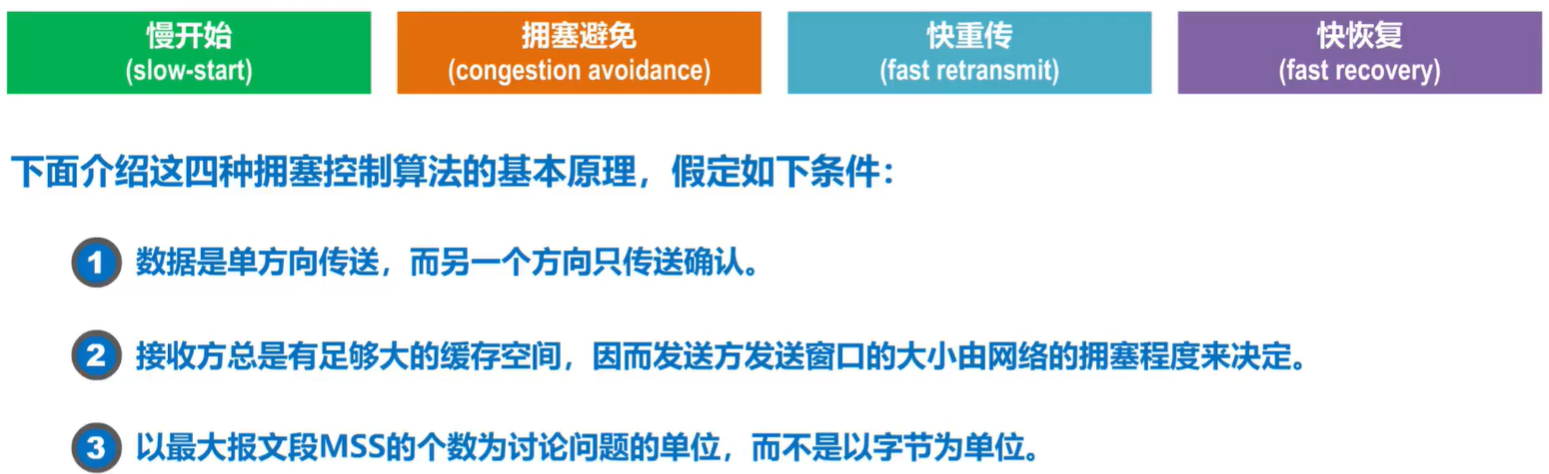 慢开始
(slow-start)
拥塞避免
(congestion avoidance)
快重传
(fast retransmit)
快恢复
(fast recovery)
下面介绍这四种拥塞控制算法的基本原理，假定如下条件：
1 数据是单方向传送，而另一个方向只传送确认。
2 接收方总是有足够大的缓存空间，因而发送方发送窗口的大小由网络的拥塞程度来决定。
3 以最大报文段MSS的个数为讨论问题的单位，而不是以字节为单位。